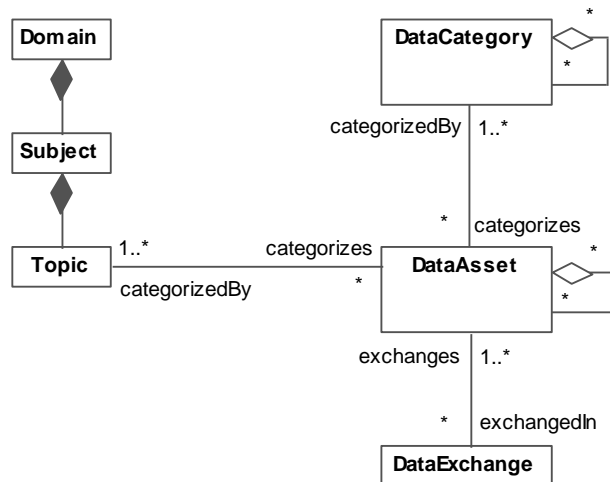 Domain
DataCategory
*
*
categorizedBy
1..*
Subject
* categorizes
1..*
categorizes
Topic
DataAsset
*
*
categorizedBy
*
exchanges
1..*
* exchangedIn
DataExchange